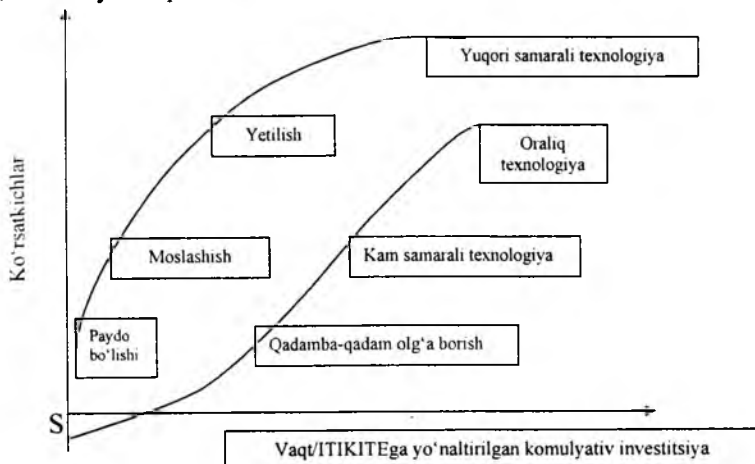 Ko'rsatkichlar
Yuqori samarali texnologiya
Yetilish
Oraliq
texnologiya
Moslashish
Kam samarali texnologiya
Paydo
bo'lishi
Qadamba-qadam olg'a borish
S
Vaqt/ITIKITEga yo'naltirilgan komulyativ investitsiya